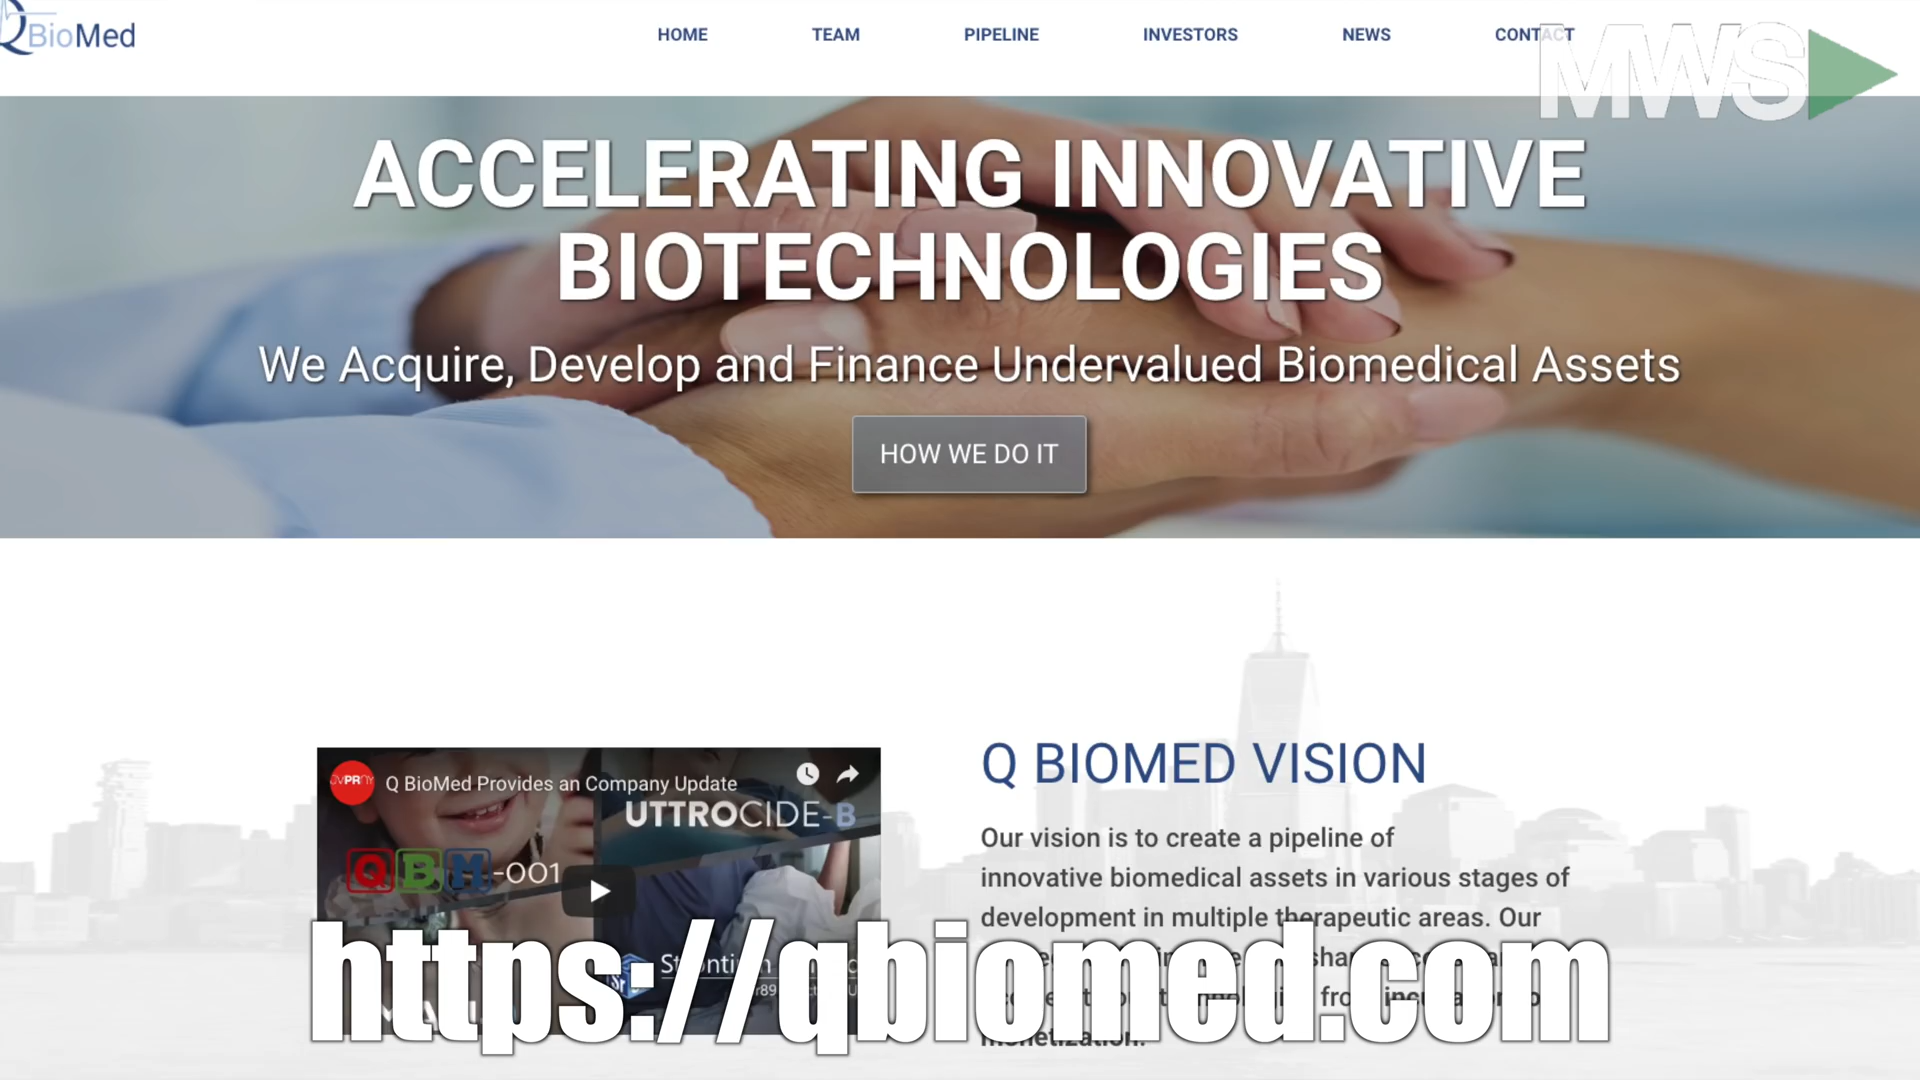 QBioMed
HOME TEAM PIPELINE INVESTORS NEWS CONTACT
MWS
ACCELERATING INNOVATIVE
BIOTECHNOLOGIES
We Acquire, Develop and Finance Undervalued Biomedical Assets
HOW WE DO IT
Q BioMed Provides an Company Update
UTTROCIDE-B
QBM-001
Q BIOMED VISION
Our vision is to create a pipeline of
innovative biomedical assets in various stages of
development in multiple therapeutic areas. Our
monetization.
https://qbiomed.com